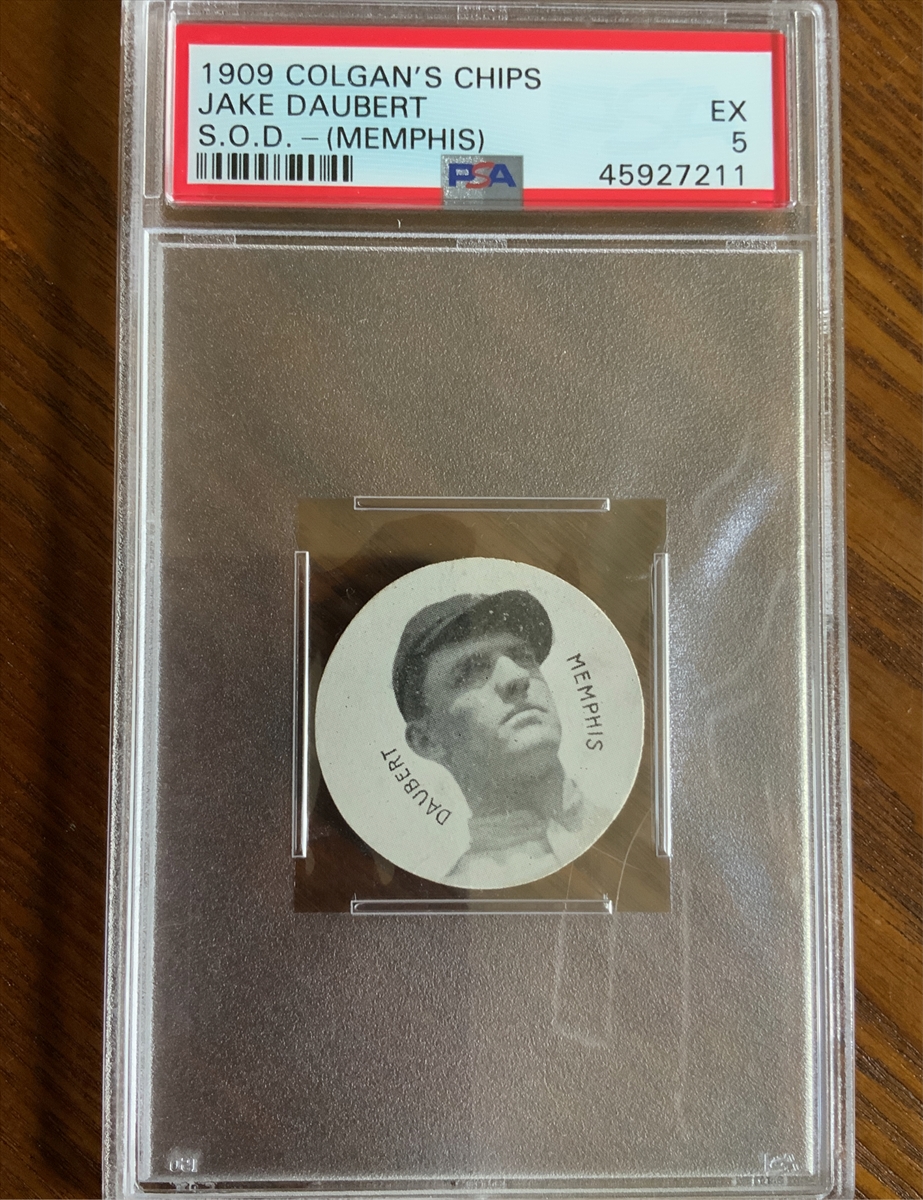 1909 COLGAN'S CHIPS
JAKE DAUBERT
EX
S.O.D. – (MEMPHIS)
5
PSA
45927211
MEMPHIS
DAUBERT